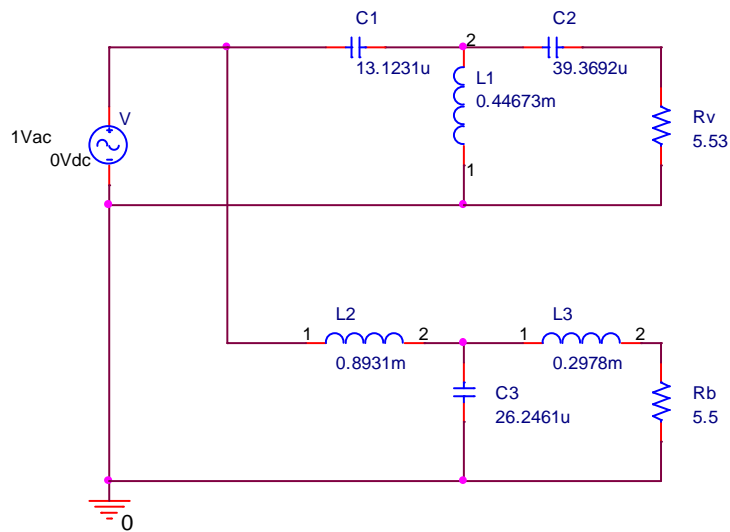 C1
13.1231u
2
L1
0.44673m
1
C2
39.3692u
Rv
5.53
V
1Vac
0Vdc
L2
1
2
0.8931m
L3
1
2
0.2978m
C3
26.2461u
Rb
5.5
0